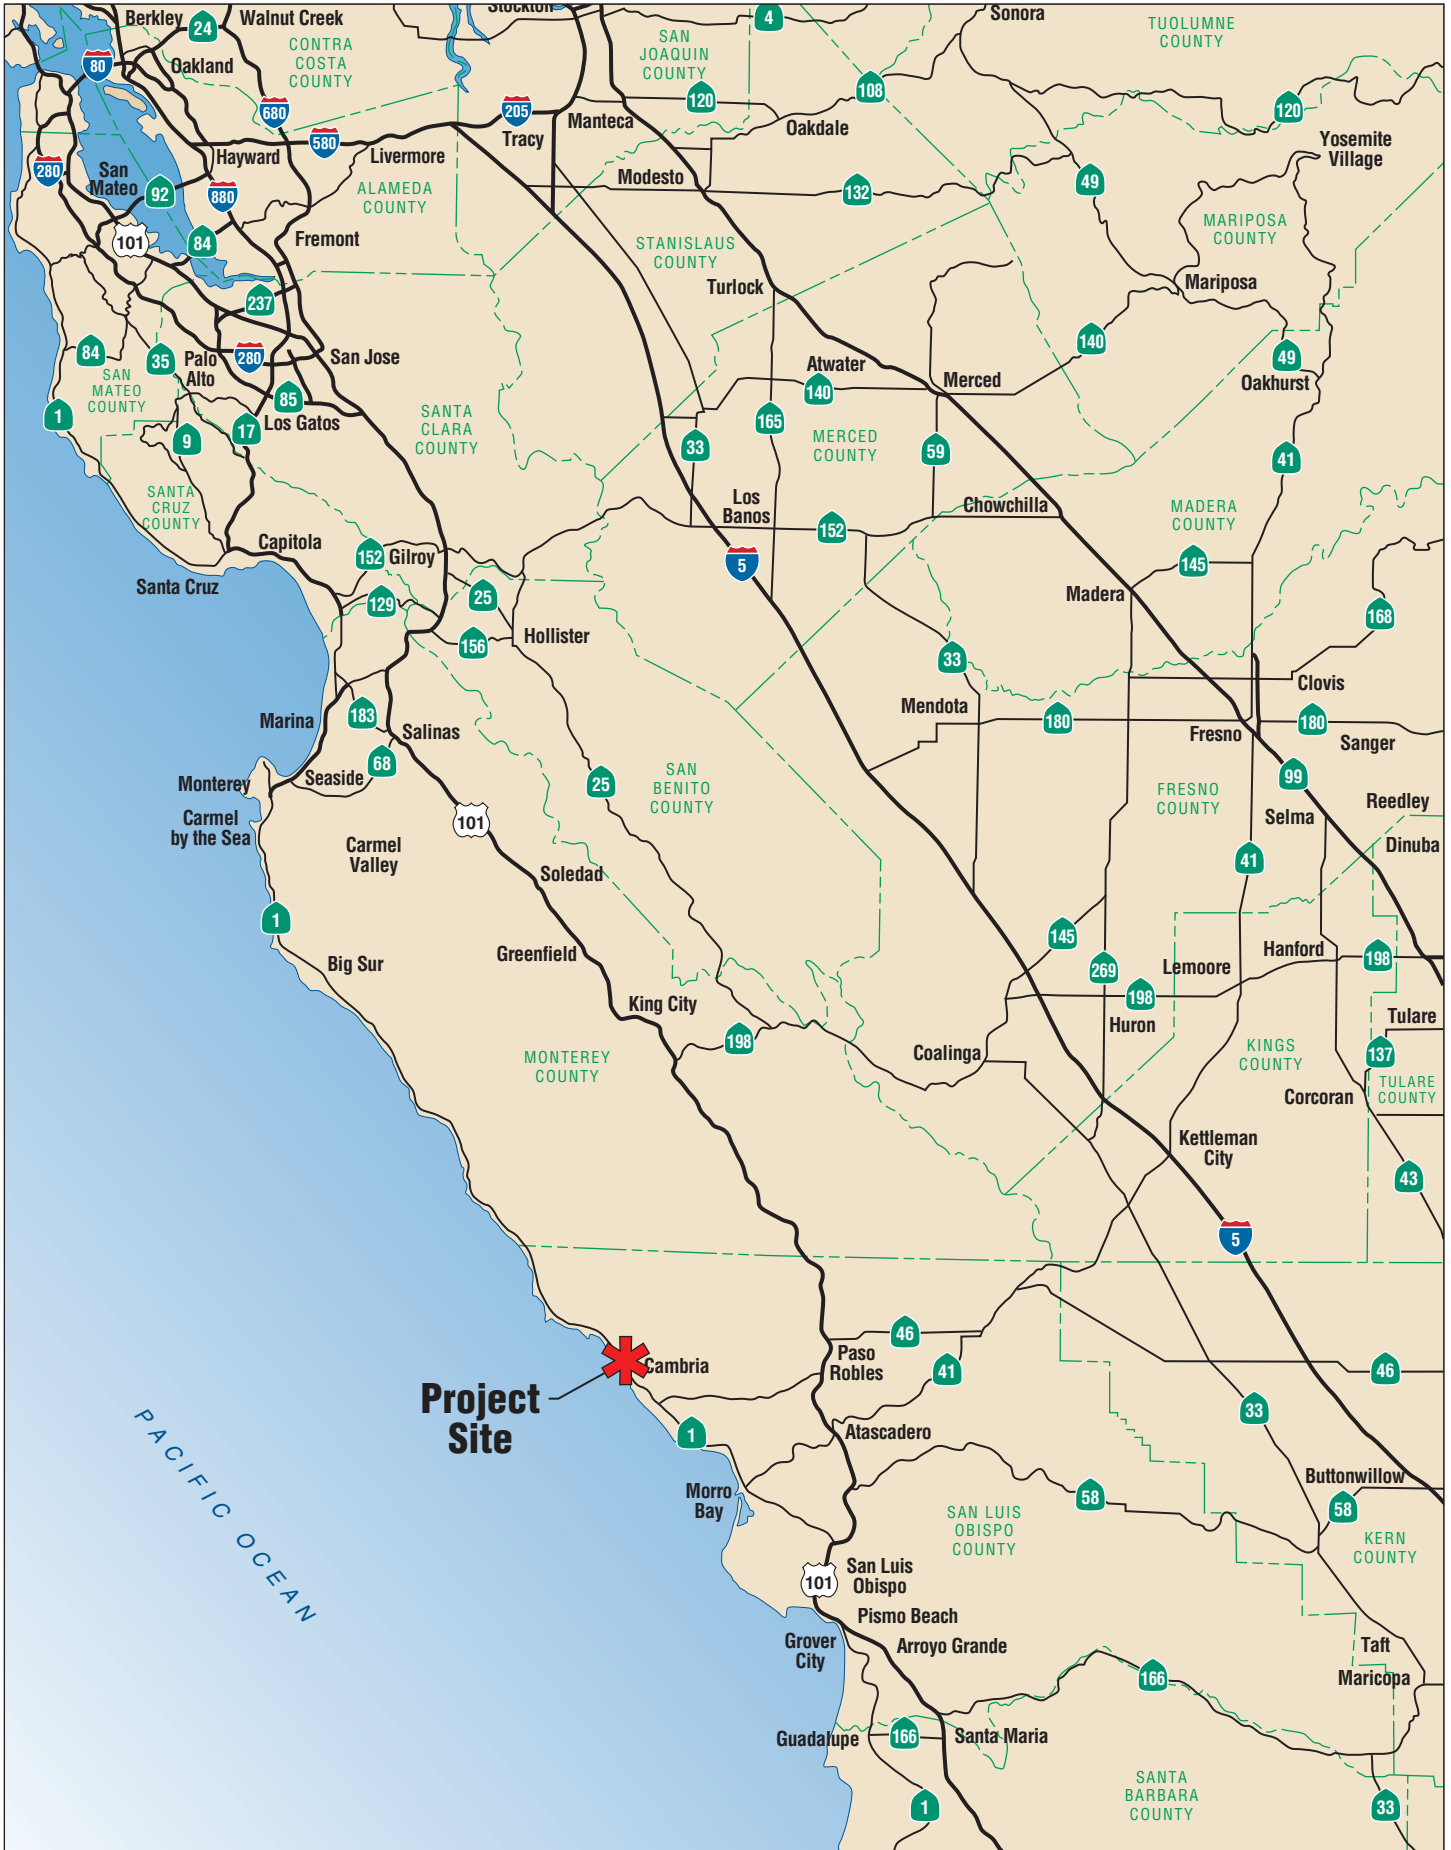 Stockton
Sonora
Berkley
24
Walnut Creek
4
TUOLUMNE
COUNTY
CONTRA
COSTA
COUNTY
SAN
JOAQUIN
COUNTY
80
Oakland
680
205
120
108
120
Tracy
Manteca
Oakdale
580
Yosemite
Village
280
San
Mateo
92
Hayward
880
Livermore
ALAMEDA
COUNTY
Modesto
132
49
101
84
Fremont
STANISLAUS
COUNTY
MARIPOSA
COUNTY
Turlock
Mariposa
237
84
35
Palo
Alto
280
San Jose
140
49
SAN
MATEO
COUNTY
Atwater
140
Merced
Oakhurst
1
85
17
Los Gatos
9
SANTA
CLARA
COUNTY
165
33
MERCED
COUNTY
59
41
SANTA
CRUZ
COUNTY
Los
Banos
Chowchilla
MADERA
COUNTY
Capitola
152
Gilroy
152
5
145
Santa Cruz
129
25
Madera
168
156
Hollister
33
Clovis
Marina
183
Salinas
Mendota
180
180
Fresno
Sanger
68
Monterey
Seaside
25
SAN
BENITO
COUNTY
FRESNO
COUNTY
99
Reedley
Carmel
by the Sea
101
Selma
Dinuba
Carmel
Valley
Soledad
41
1
Big Sur
Greenfield
145
269
Lemoore
Hanford
198
King City
198
198
Huron
Tulare
MONTEREY
COUNTY
Coalinga
KINGS
COUNTY
137
TULARE
COUNTY
Corcoran
Kettleman
City
43
5
46
Cambria
Paso
Robles
41
46
Project
Site
33
1
Atascadero
PACIFIC OCEAN
Morro
Bay
58
Buttonwillow
58
SAN LUIS
OBISPO
COUNTY
KERN
COUNTY
101
San Luis
Obispo
Pismo Beach
Grover
City
Arroyo Grande
Taft
Maricopa
166
Guadalupe
166
Santa Maria
SANTA
BARBARA
COUNTY
1
33